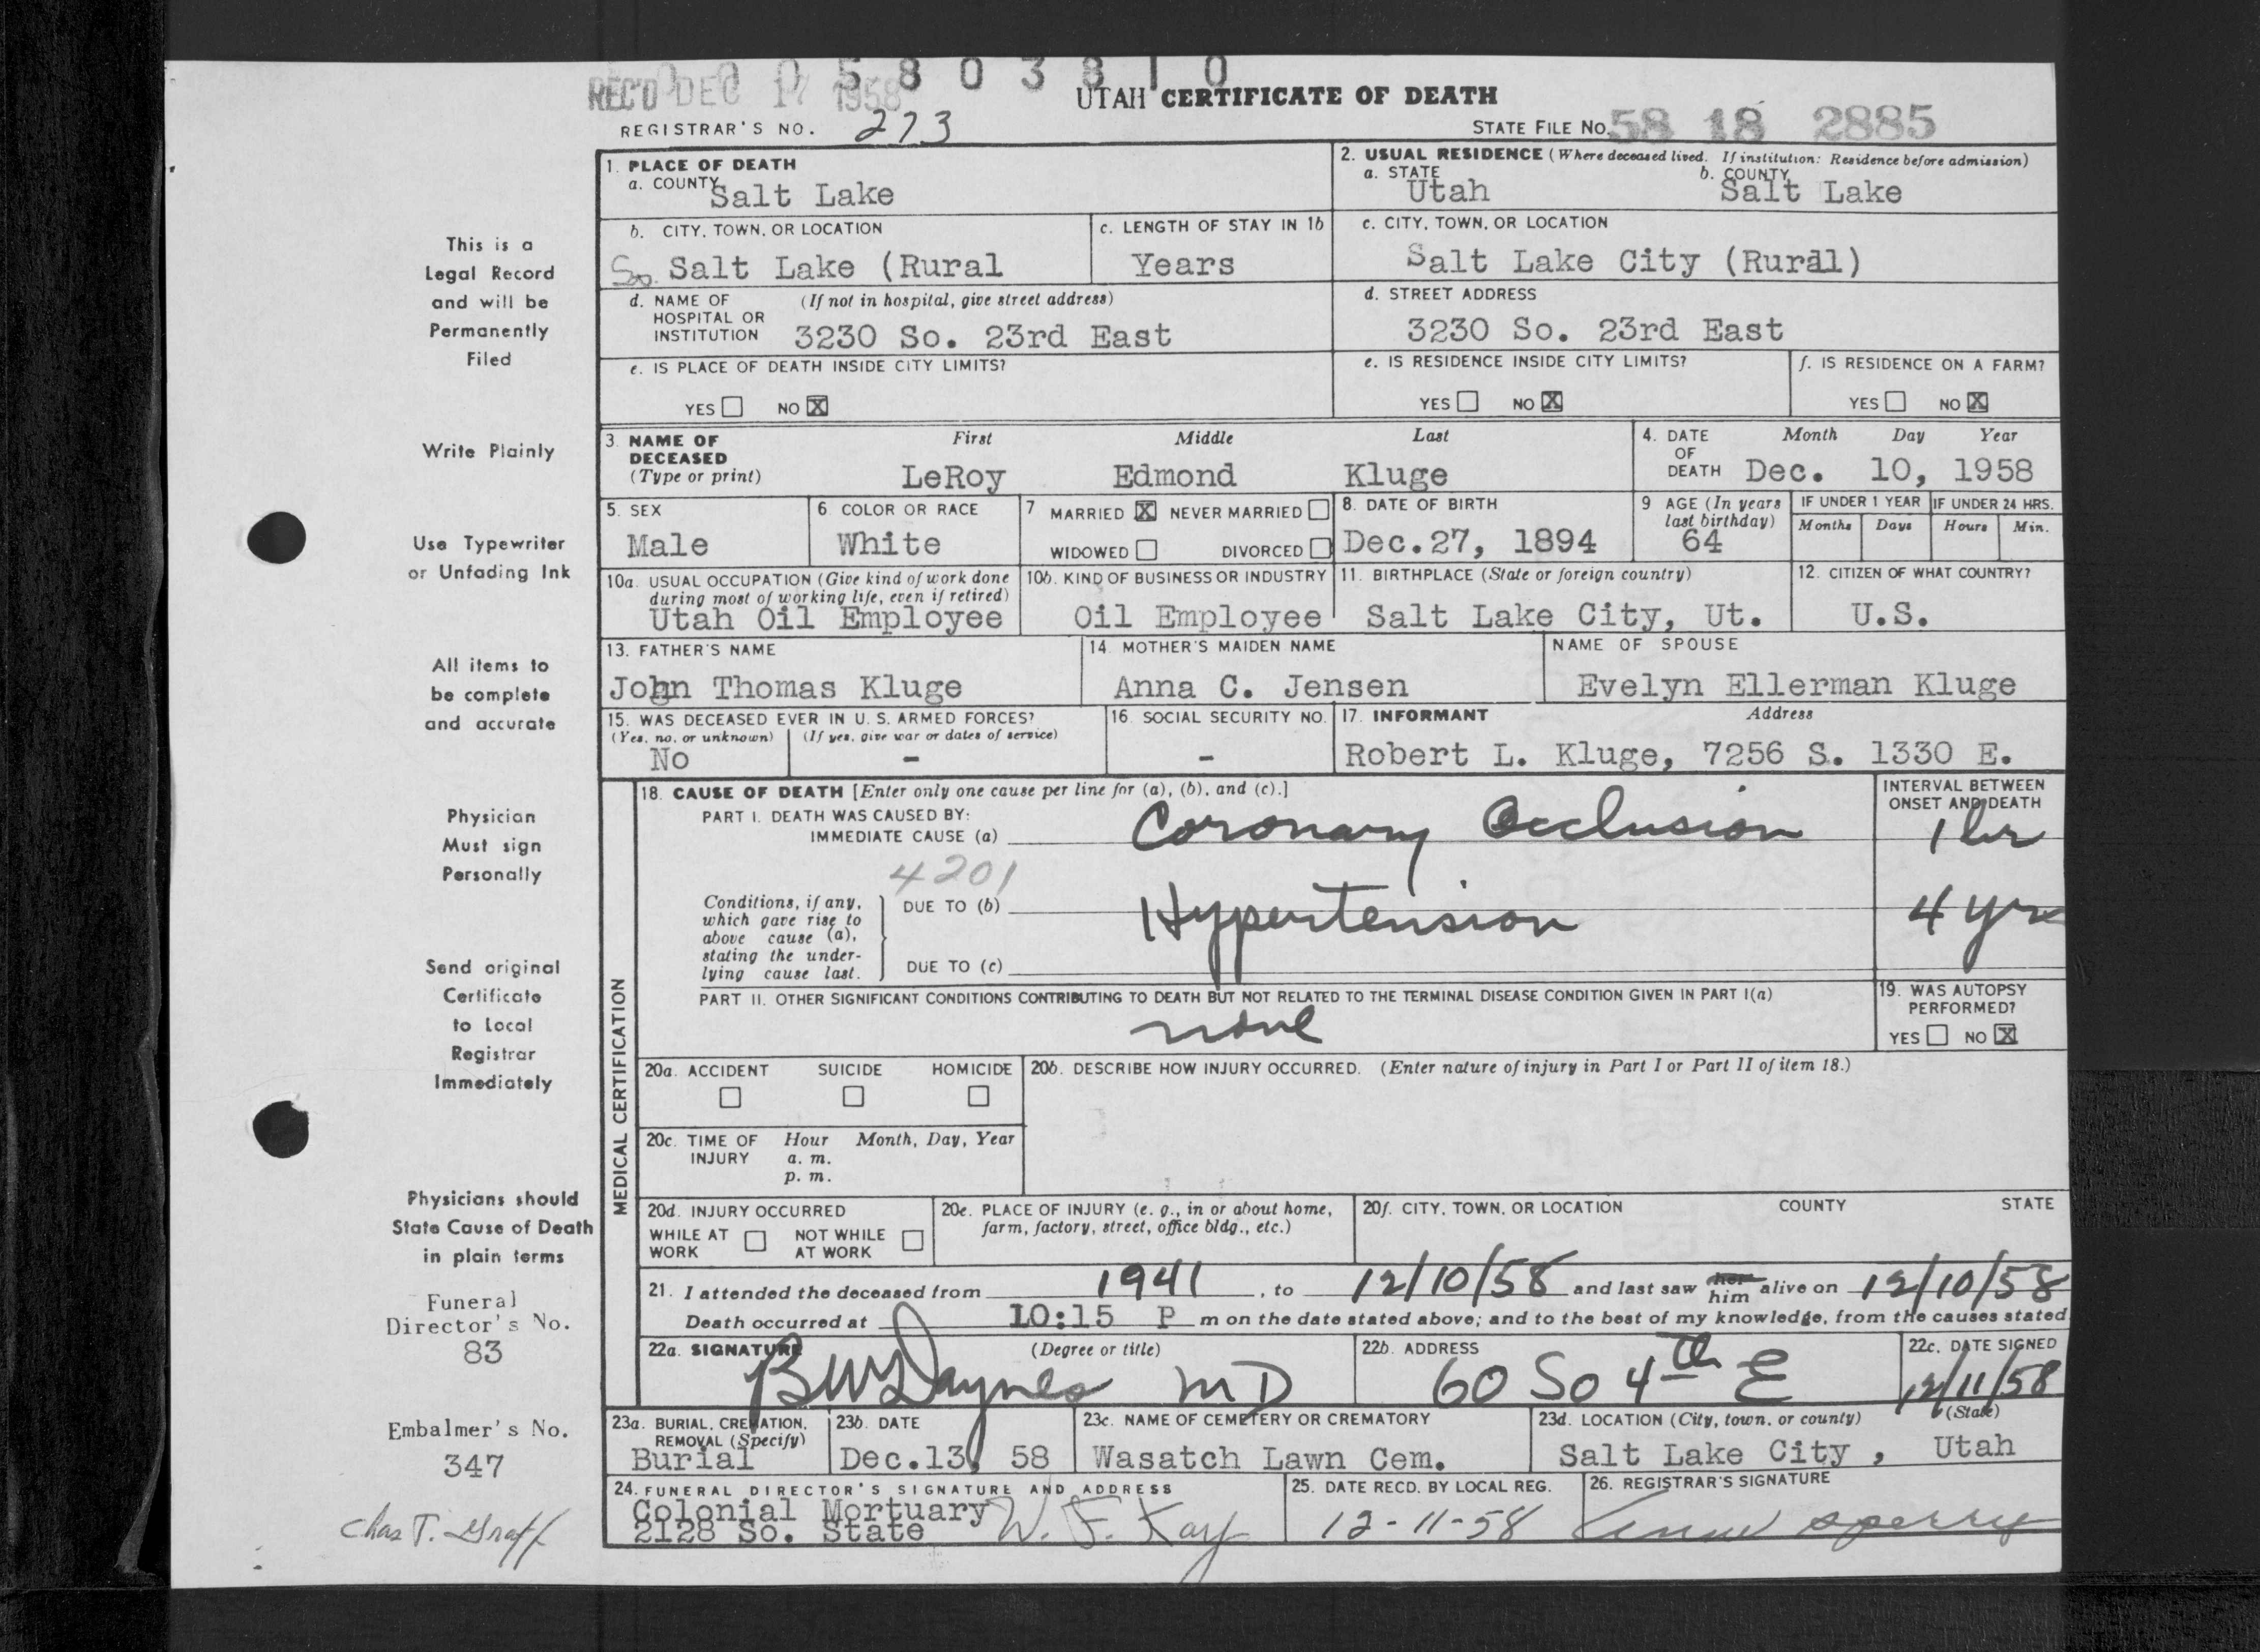 0 0 0 5 8 0 3 8 1 0
REC'D DEC 17 1958
UTAH CERTIFICATE OF DEATH
REGISTRAR'S NO. 273
STATE FILE NO. 58 18 2885
This is a
Legal Record
and will be
Permanently
Filed
Write Plainly
Use Typewriter
or Unfading Ink
All items to
be complete
and accurate
Physician
Must sign
Personally
Send original
Certificate
to Local
Registrar
Immediately
Physicians should
State Cause of Death
in plain terms
Funeral
Director's No.
83
Embalmer's No.
347
Chas T. Graff
1. PLACE OF DEATH
a. COUNTY Salt Lake
2. USUAL RESIDENCE (Where deceased lived. If institution: Residence before admission)
a. STATE Utah b. COUNTY Salt Lake
b. CITY, TOWN, OR LOCATION
So. Salt Lake (Rural
c. LENGTH OF STAY IN 1b
Years
c. CITY, TOWN, OR LOCATION
Salt Lake City (Rural)
d. NAME OF (If not in hospital, give street address)
HOSPITAL OR
INSTITUTION 3230 So. 23rd East
d. STREET ADDRESS
3230 So. 23rd East
e. IS PLACE OF DEATH INSIDE CITY LIMITS?
YES NO X
e. IS RESIDENCE INSIDE CITY LIMITS?
YES NO X
f. IS RESIDENCE ON A FARM?
YES NO X
3. NAME OF DECEASED (Type or print)
First Middle Last
LeRoy Edmond Kluge
4. DATE OF DEATH
Month Day Year
Dec. 10, 1958
5. SEX
Male
6. COLOR OR RACE
White
7 MARRIED X NEVER MARRIED
WIDOWED DIVORCED
8. DATE OF BIRTH
Dec.27, 1894
9 AGE (In years
last birthday)
64
IF UNDER 1 YEAR
Months Days
IF UNDER 24 HRS.
Hours Min.
10a. USUAL OCCUPATION (Give kind of work done
during most of working life, even if retired)
Utah Oil Employee
10b. KIND OF BUSINESS OR INDUSTRY
Oil Employee
11. BIRTHPLACE (State or foreign country)
Salt Lake City, Ut.
12. CITIZEN OF WHAT COUNTRY?
U.S.
13. FATHER'S NAME
John Thomas Kluge
14. MOTHER'S MAIDEN NAME
Anna C. Jensen
NAME OF SPOUSE
Evelyn Ellerman Kluge
15. WAS DECEASED EVER IN U. S. ARMED FORCES?
(Yes, no, or unknown) (If yes, give war or dates of service)
No -
16. SOCIAL SECURITY NO.
-
17. INFORMANT Address
Robert L. Kluge, 7256 S. 1330 E.
MEDICAL CERTIFICATION
18. CAUSE OF DEATH [Enter only one cause per line for (a), (b), and (c).]
INTERVAL BETWEEN
ONSET AND DEATH
PART I. DEATH WAS CAUSED BY:
IMMEDIATE CAUSE (a) Coronary Occlusion 1 hr
4201
Conditions, if any,
which gave rise to
above cause (a),
stating the under-
lying cause last.
DUE TO (b) Hypertension 4 yrs
DUE TO (c)
PART II. OTHER SIGNIFICANT CONDITIONS CONTRIBUTING TO DEATH BUT NOT RELATED TO THE TERMINAL DISEASE CONDITION GIVEN IN PART I(a)
none
19. WAS AUTOPSY
PERFORMED?
YES NO X
20a. ACCIDENT SUICIDE HOMICIDE
20b. DESCRIBE HOW INJURY OCCURRED. (Enter nature of injury in Part I or Part II of item 18.)
20c. TIME OF INJURY
Hour Month, Day, Year
a. m.
p. m.
20d. INJURY OCCURRED
WHILE AT WORK NOT WHILE AT WORK
20e. PLACE OF INJURY (e. g., in or about home,
farm, factory, street, office bldg., etc.)
20f. CITY, TOWN, OR LOCATION COUNTY STATE
21. I attended the deceased from 1941, to 12/10/58 and last saw her him alive on 12/10/58
Death occurred at 10:15 P m on the date stated above; and to the best of my knowledge, from the causes stated
22a. SIGNATURE (Degree or title)
BW Daynes MD
22b. ADDRESS
60 So 4th E
22c. DATE SIGNED
12/11/58
23a. BURIAL, CREMATION,
REMOVAL (Specify)
Burial
23b. DATE
Dec.13, 58
23c. NAME OF CEMETERY OR CREMATORY
Wasatch Lawn Cem.
23d. LOCATION (City, town, or county) (State)
Salt Lake City , Utah
24. FUNERAL DIRECTOR'S SIGNATURE AND ADDRESS
Colonial Mortuary
2128 So. State
25. DATE RECD. BY LOCAL REG.
12-11-58
26. REGISTRAR'S SIGNATURE
Sperry